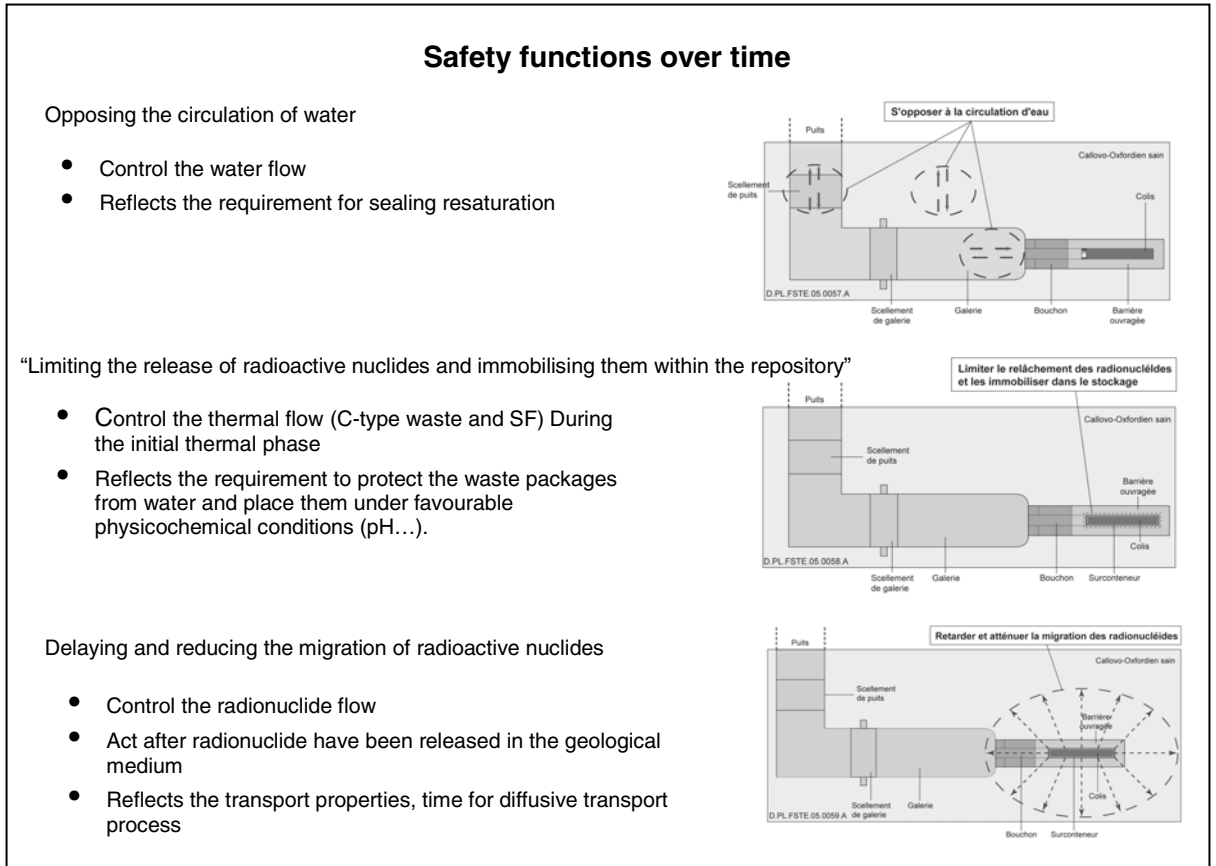 Safety functions over time
Opposing the circulation of water
• Control the water flow
• Reflects the requirement for sealing resaturation
S'opposer à la circulation d'eau
Puits
Callovo-Oxfordien sain
Scellement
de puits
Colis
D.PL.FSTE.05.0057.A
Scellement
de galerie
Galerie
Bouchon
Barrière
ouvragée
“Limiting the release of radioactive nuclides and immobilising them within the repository”
• Control the thermal flow (C-type waste and SF) During
the initial thermal phase
• Reflects the requirement to protect the waste packages
from water and place them under favourable
physicochemical conditions (pH…).
Limiter le relâchement des radionucléïdes
et les immobiliser dans le stockage
Puits
Callovo-Oxfordien sain
Scellement
de puits
Barrière
ouvragée
Colis
D.PL.FSTE.05.0058.A
Scellement
de galerie
Galerie
Bouchon
Surconteneur
Delaying and reducing the migration of radioactive nuclides
• Control the radionuclide flow
• Act after radionuclide have been released in the geological
medium
• Reflects the transport properties, time for diffusive transport
process
Retarder et atténuer la migration des radionucléides
Puits
Callovo-Oxfordien sain
Scellement
de puits
Barrière
ouvragée
Colis
D.PL.FSTE.05.0059.A
Scellement
de galerie
Galerie
Bouchon
Surconteneur